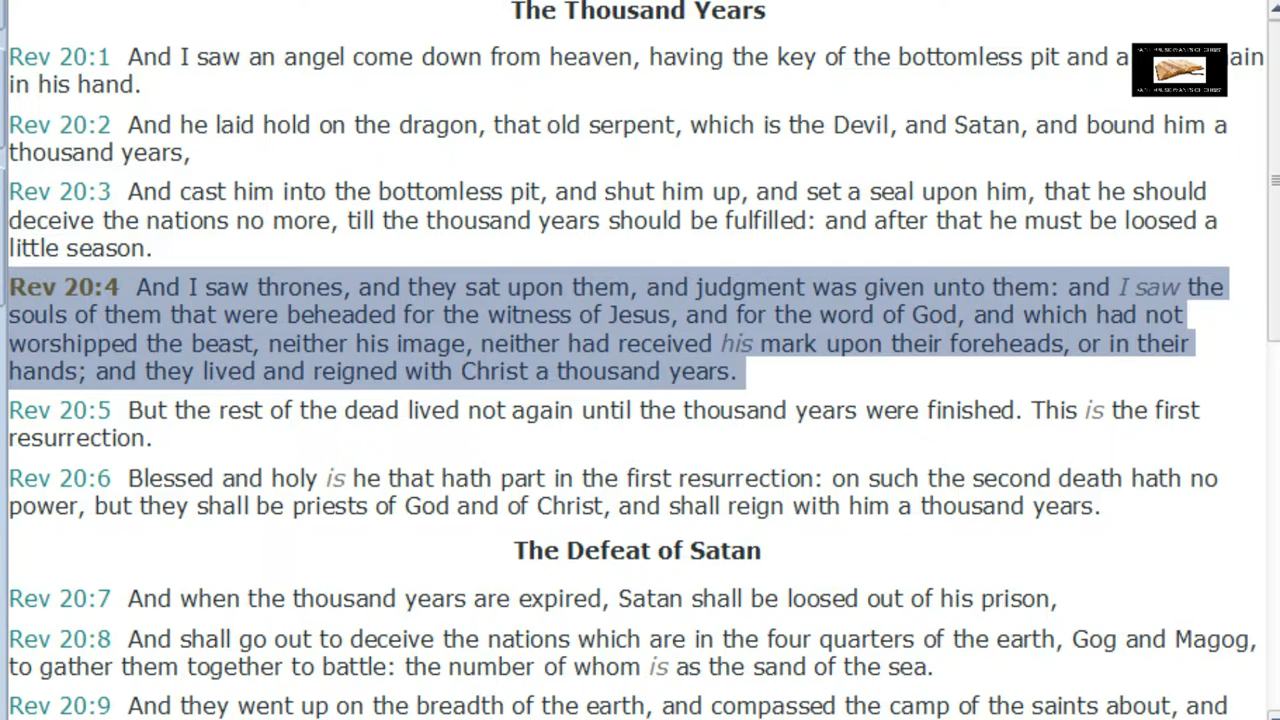 The Thousand Years
Rev 20:1 And I saw an angel come down from heaven, having the key of the bottomless pit and a ain
in his hand.
Rev 20:2 And he laid hold on the dragon, that old serpent, which is the Devil, and Satan, and bound him a
thousand years,
Rev 20:3 And cast him into the bottomless pit, and shut him up, and set a seal upon him, that he should
deceive the nations no more, till the thousand years should be fulfilled: and after that he must be loosed a
little season.
Rev 20:4 And I saw thrones, and they sat upon them, and judgment was given unto them: and I saw the
souls of them that were beheaded for the witness of Jesus, and for the word of God, and which had not
worshipped the beast, neither his image, neither had received his mark upon their foreheads, or in their
hands; and they lived and reigned with Christ a thousand years.
Rev 20:5 But the rest of the dead lived not again until the thousand years were finished. This is the first
resurrection.
Rev 20:6 Blessed and holy is he that hath part in the first resurrection: on such the second death hath no
power, but they shall be priests of God and of Christ, and shall reign with him a thousand years.
The Defeat of Satan
Rev 20:7 And when the thousand years are expired, Satan shall be loosed out of his prison,
Rev 20:8 And shall go out to deceive the nations which are in the four quarters of the earth, Gog and Magog,
to gather them together to battle: the number of whom is as the sand of the sea.
Rev 20:9 And they went up on the breadth of the earth, and compassed the camp of the saints about, and